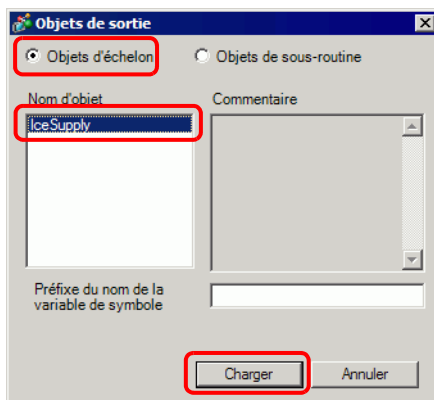 Objets de sortie
Objets d'échelon Objets de sous-routine
Nom d'objet Commentaire
IceSupply
Préfixe du nom de la
variable de symbole
Charger Annuler